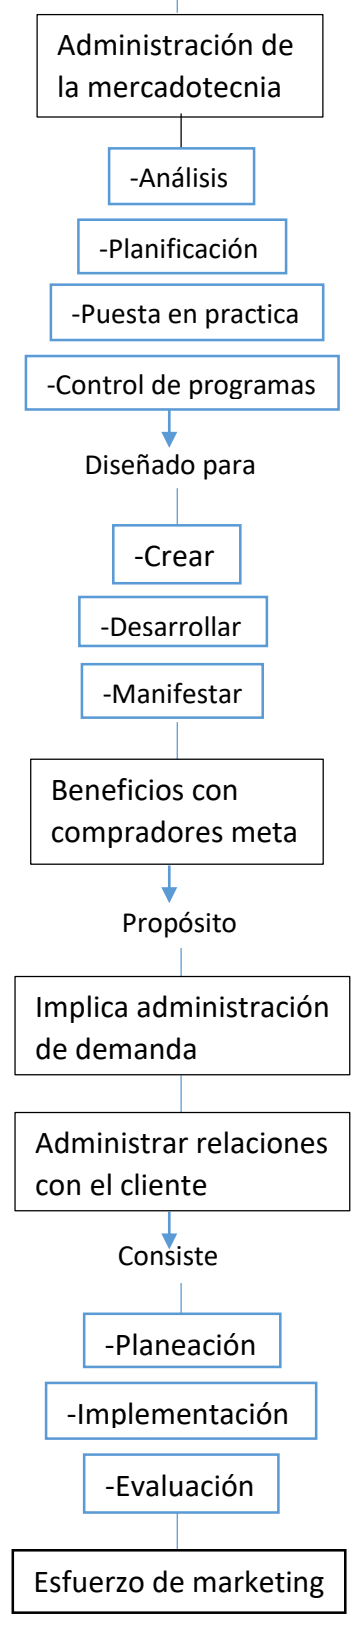 Administración de
la mercadotecnia
-Análisis
-Planificación
-Puesta en practica
-Control de programas
Diseñado para
-Crear
-Desarrollar
-Manifestar
Beneficios con
compradores meta
Propósito
Implica administración
de demanda
Administrar relaciones
con el cliente
Consiste
-Planeación
-Implementación
-Evaluación
Esfuerzo de marketing